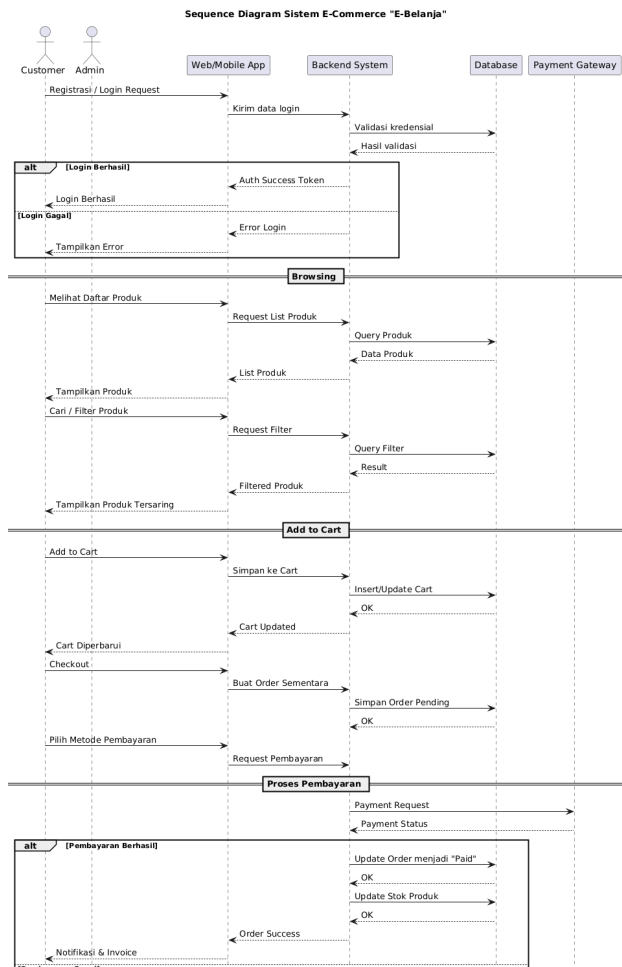 Sequence Diagram Sistem E-Commerce "E-Belanja"
Customer Admin Web/Mobile App Backend System Database Payment Gateway
Registrasi / Login Request
Kirim data login
Validasi kredensial
Hasil validasi
alt [Login Berhasil]
Auth Success Token
Login Berhasil
[Login Gagal]
Error Login
Tampilkan Error
Browsing
Melihat Daftar Produk
Request List Produk
Query Produk
Data Produk
List Produk
Tampilkan Produk
Cari / Filter Produk
Request Filter
Query Filter
Result
Filtered Produk
Tampilkan Produk Tersaring
Add to Cart
Add to Cart
Simpan ke Cart
Insert/Update Cart
OK
Cart Updated
Cart Diperbarui
Checkout
Buat Order Sementara
Simpan Order Pending
OK
Pilih Metode Pembayaran
Request Pembayaran
Proses Pembayaran
Payment Request
Payment Status
alt [Pembayaran Berhasil]
Update Order menjadi "Paid"
OK
Update Stok Produk
OK
Order Success
Notifikasi & Invoice